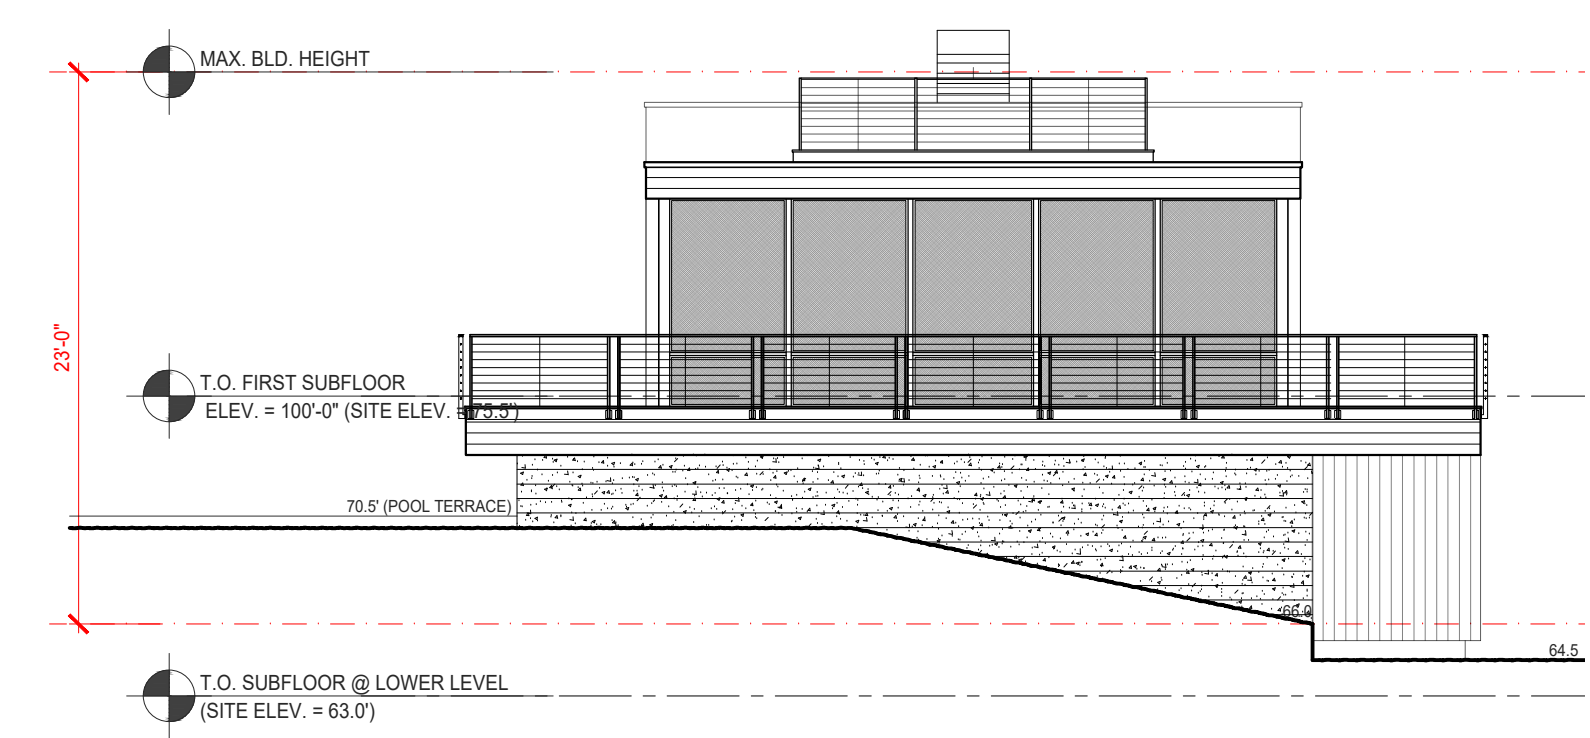 MAX. BLD. HEIGHT
23'-0"
T.O. FIRST SUBFLOOR
ELEV. = 100'-0" (SITE ELEV. = 75.5')
70.5' (POOL TERRACE)
66.0
64.5
T.O. SUBFLOOR @ LOWER LEVEL
(SITE ELEV. = 63.0')